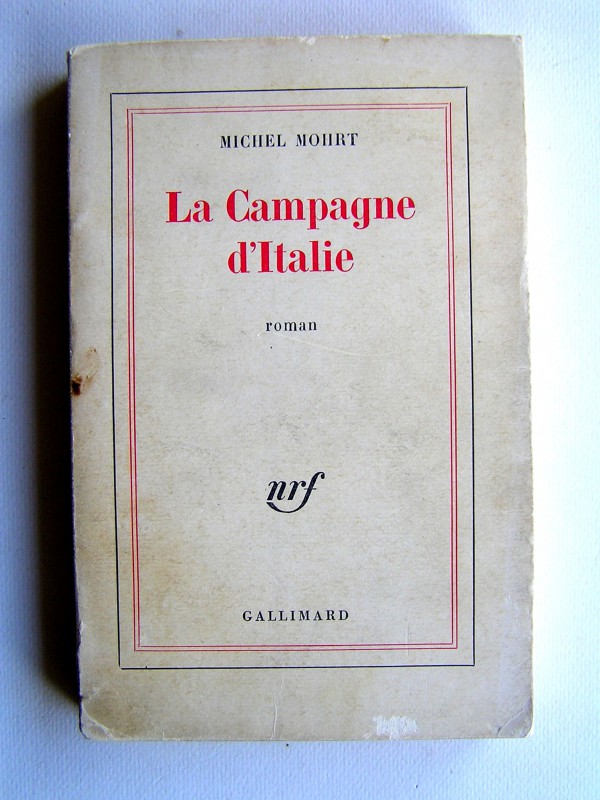 MICHEL MOHRT
La Campagne
d'Italie
roman
nrf
GALLIMARD